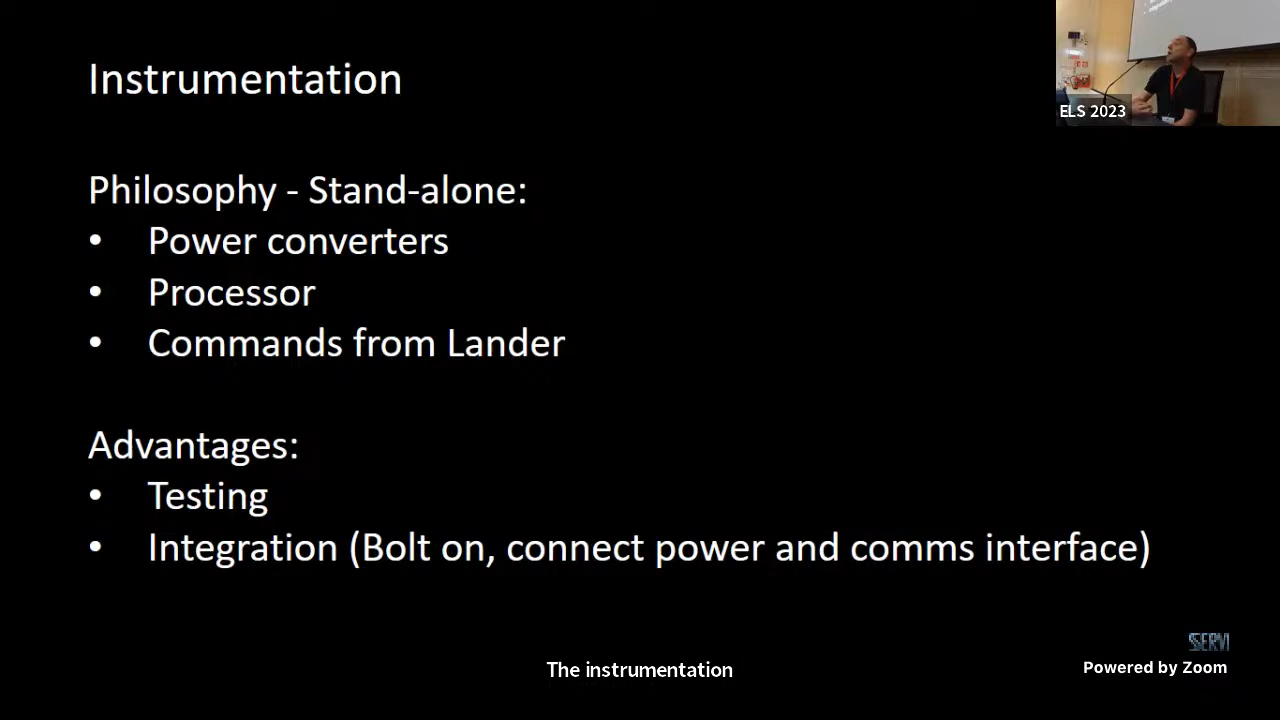 Instrumentation
ELS 2023
Philosophy - Stand-alone:
• Power converters
• Processor
• Commands from Lander
Advantages:
• Testing
• Integration (Bolt on, connect power and comms interface)
The instrumentation
Powered by Zoom